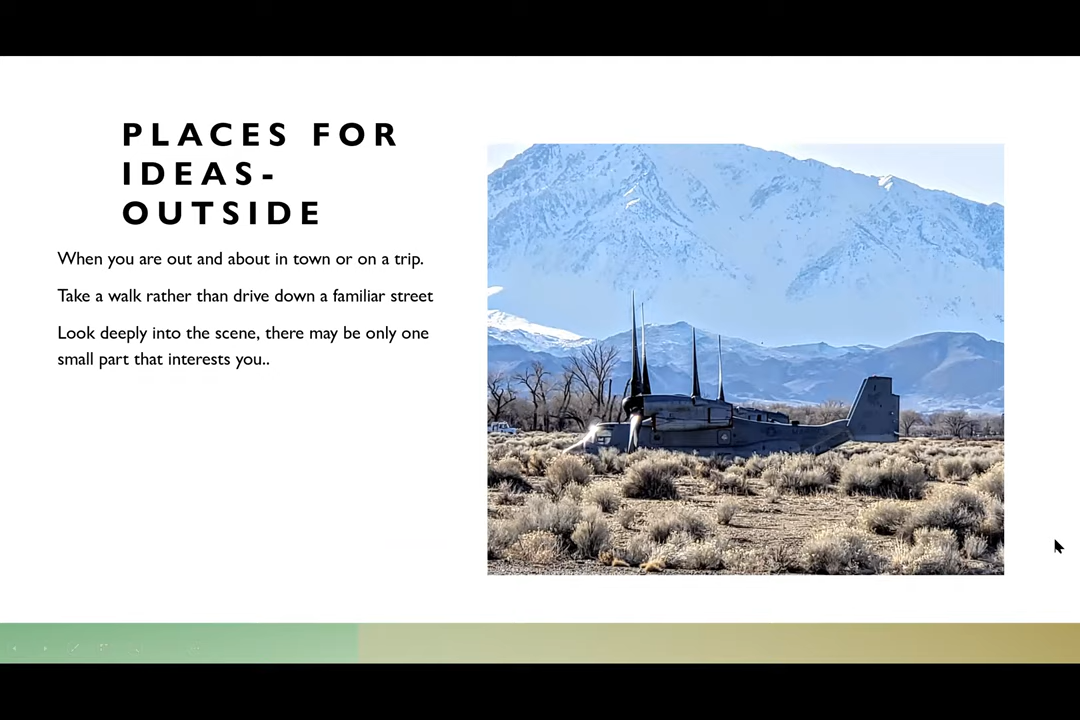 PLACES FOR
IDEAS-
OUTSIDE
When you are out and about in town or on a trip.
Take a walk rather than drive down a familiar street
Look deeply into the scene, there may be only one
small part that interests you..